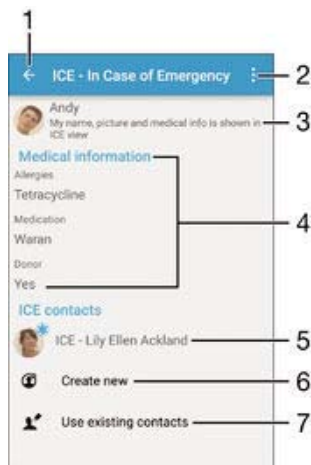 1
ICE - In Case of Emergency
2
Andy
My name, picture and medical info is shown in
ICE view
3
Medical information
Allergies
Tetracycline
Medication
Waran
4
Donor
Yes
ICE contacts
ICE - Lily Ellen Ackland
5
Create new
6
Use existing contacts
7